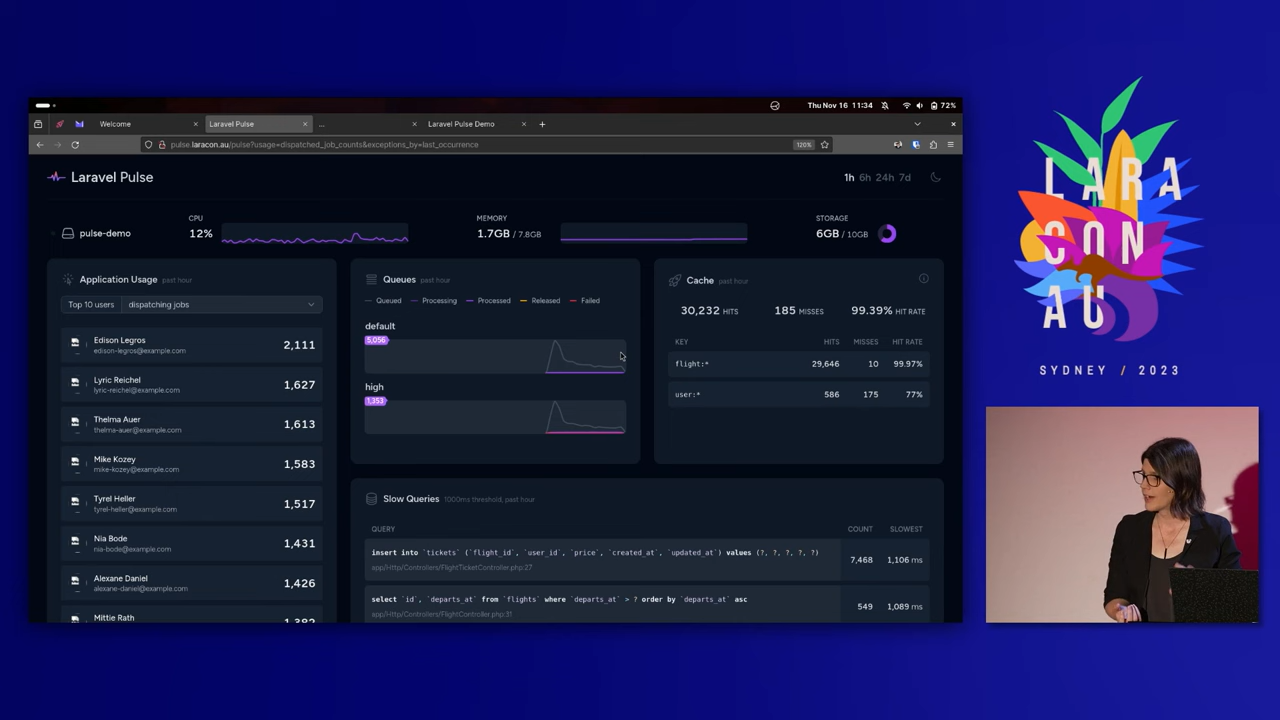 Thu Nov 16 11:34
72%
Welcome
Laravel Pulse
...
Laravel Pulse Demo
pulse.laracon.au/pulse?usage=dispatched_job_counts&exceptions_by=last_occurrence
120%
Laravel Pulse
1h 6h 24h 7d
pulse-demo
CPU
12%
MEMORY
1.7GB / 7.8GB
STORAGE
6GB / 10GB
Application Usage past hour
Top 10 users dispatching jobs
Edison Legros
edison-legros@example.com
2,111
Lyric Reichel
lyric-reichel@example.com
1,627
Thelma Auer
thelma-auer@example.com
1,613
Mike Kozey
mike-kozey@example.com
1,583
Tyrel Heller
tyrel-heller@example.com
1,517
Nia Bode
nia-bode@example.com
1,431
Alexane Daniel
alexane-daniel@example.com
1,426
Mittie Rath
1,382
Queues past hour
Queued Processing Processed Released Failed
default
5,056
high
1,353
Cache past hour
30,232 HITS 185 MISSES 99.39% HIT RATE
KEY HITS MISSES HIT RATE
flight:* 29,646 10 99.97%
user:* 586 175 77%
Slow Queries 1000ms threshold, past hour
QUERY COUNT SLOWEST
insert into `tickets` (`flight_id`, `user_id`, `price`, `created_at`, `updated_at`) values (?, ?, ?, ?, ?)
app/Http/Controllers/FlightTicketController.php:27
7,468 1,106 ms
select `id`, `departs_at` from `flights` where `departs_at` > ? order by `departs_at` asc
app/Http/Controllers/FlightController.php:31
549 1,089 ms
LARA
CON
AU
SYDNEY / 2023